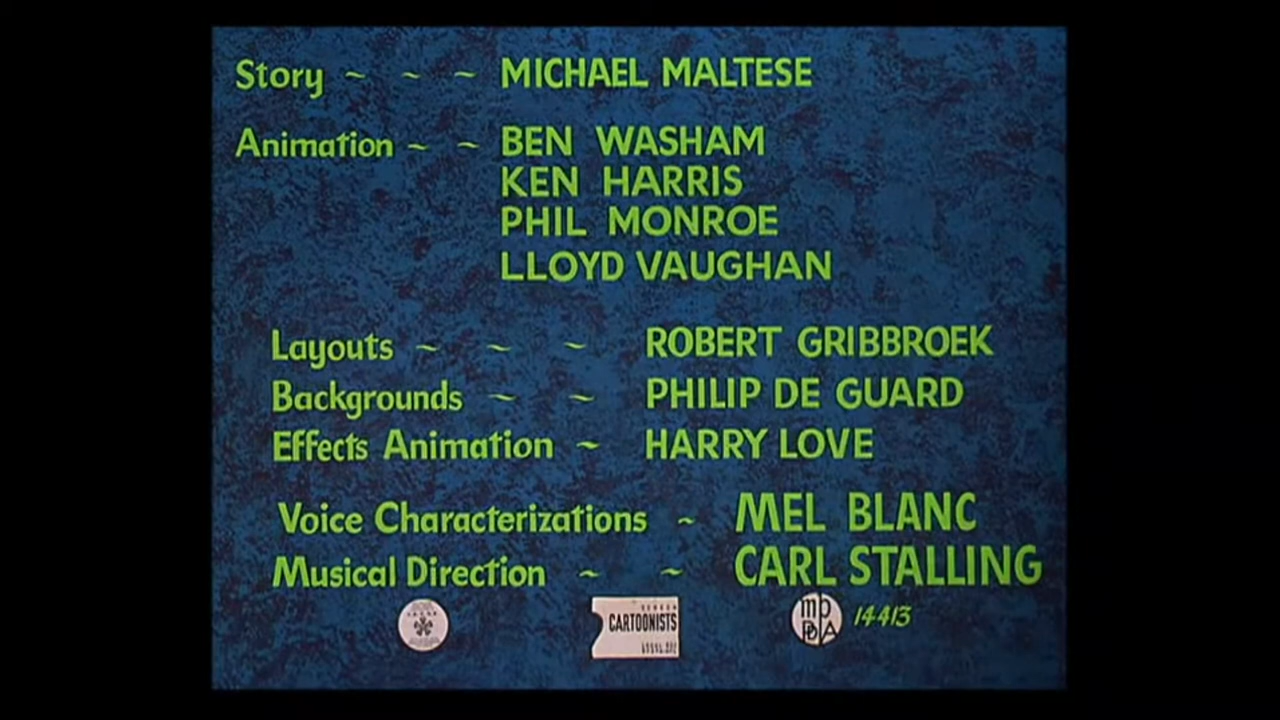 Story ~ ~ ~ MICHAEL MALTESE
Animation ~ ~ BEN WASHAM
KEN HARRIS
PHIL MONROE
LLOYD VAUGHAN
Layouts ~ ~ ~ ROBERT GRIBBROEK
Backgrounds ~ ~ PHILIP DE GUARD
Effects Animation ~ HARRY LOVE
Voice Characterizations ~ MEL BLANC
Musical Direction ~ ~ CARL STALLING
SCREEN
CARTOONISTS
14413